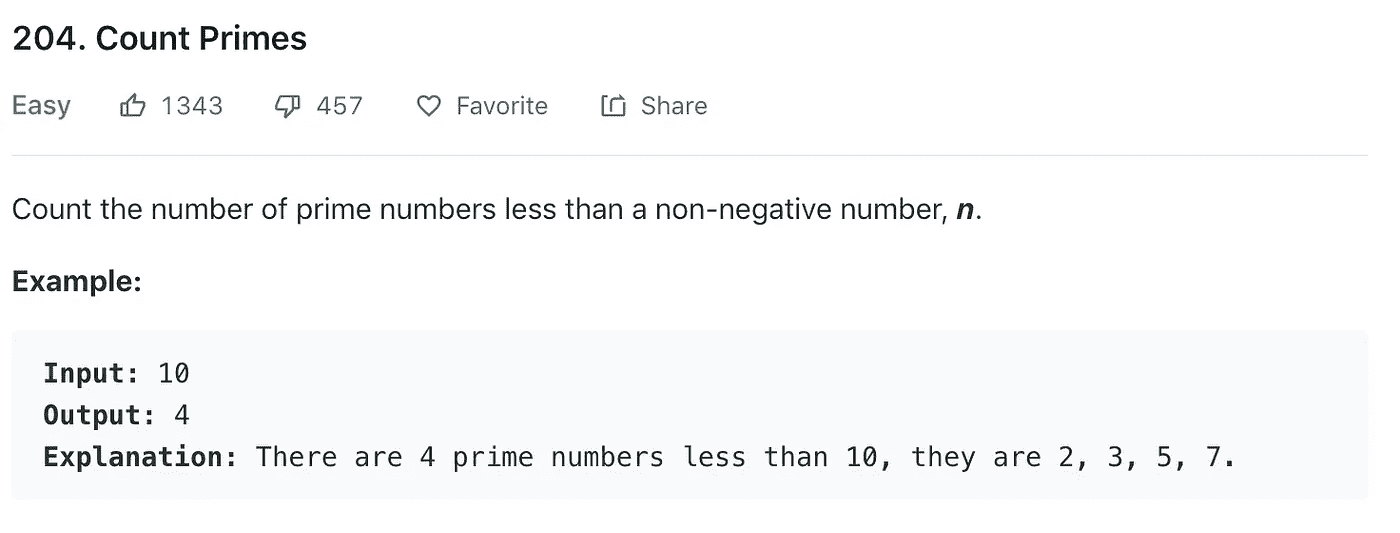 204. Count Primes
Easy 1343 457 Favorite Share
Count the number of prime numbers less than a non-negative number, n.
Example:
Input: 10
Output: 4
Explanation: There are 4 prime numbers less than 10, they are 2, 3, 5, 7.